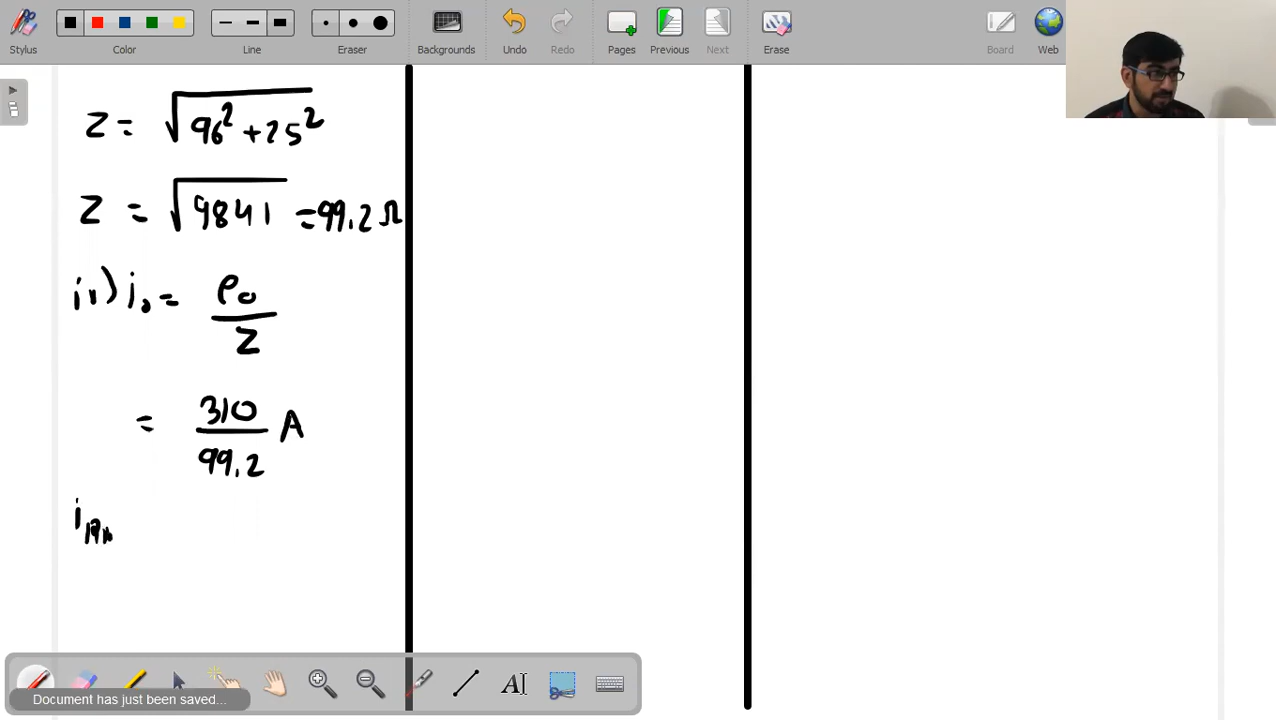 Stylus
Color
Line
Eraser
Backgrounds
Undo
Redo
Pages
Previous
Next
Erase
Board
Web
Z = √96² + 25²
Z = √9841 = 99.2 Ω
iv) i₀ = e₀ / Z
= 310 / 99.2 A
i
Document has just been saved...